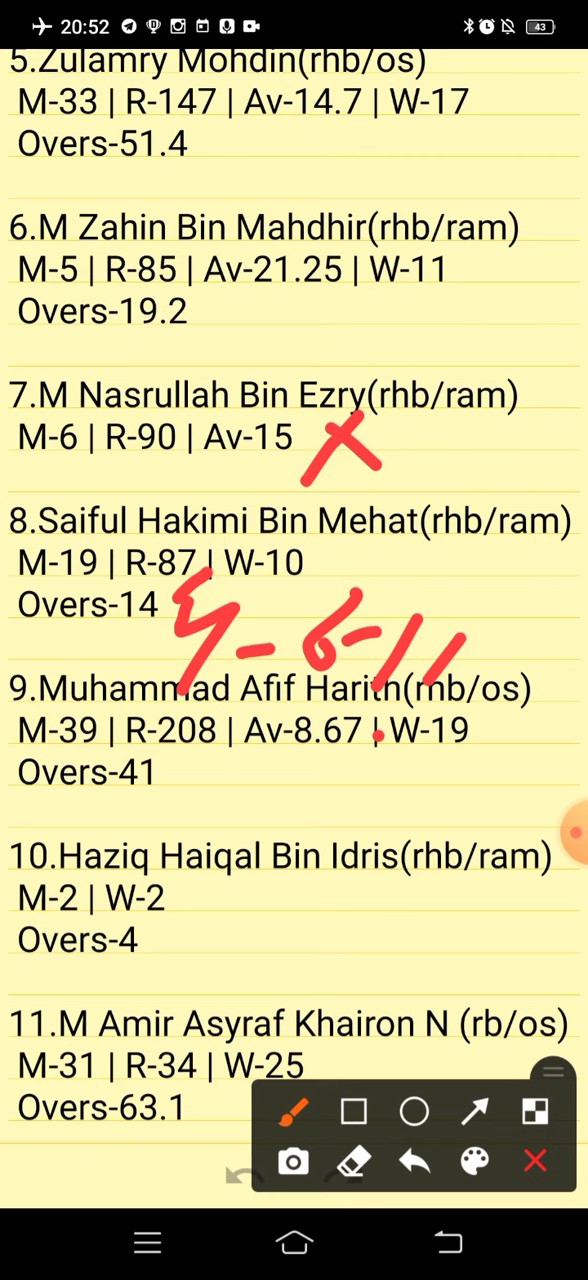 20:52
43
5.Zulamry Mohdin(rhb/os)
M-33 | R-147 | Av-14.7 | W-17
Overs-51.4
6.M Zahin Bin Mahdhir(rhb/ram)
M-5 | R-85 | Av-21.25 | W-11
Overs-19.2
7.M Nasrullah Bin Ezry(rhb/ram)
M-6 | R-90 | Av-15
8.Saiful Hakimi Bin Mehat(rhb/ram)
M-19 | R-87 | W-10
Overs-14
9.Muhammad Afif Harith(rhb/os)
M-39 | R-208 | Av-8.67 | W-19
Overs-41
10.Haziq Haiqal Bin Idris(rhb/ram)
M-2 | W-2
Overs-4
11.M Amir Asyraf Khairon N (rb/os)
M-31 | R-34 | W-25
Overs-63.1